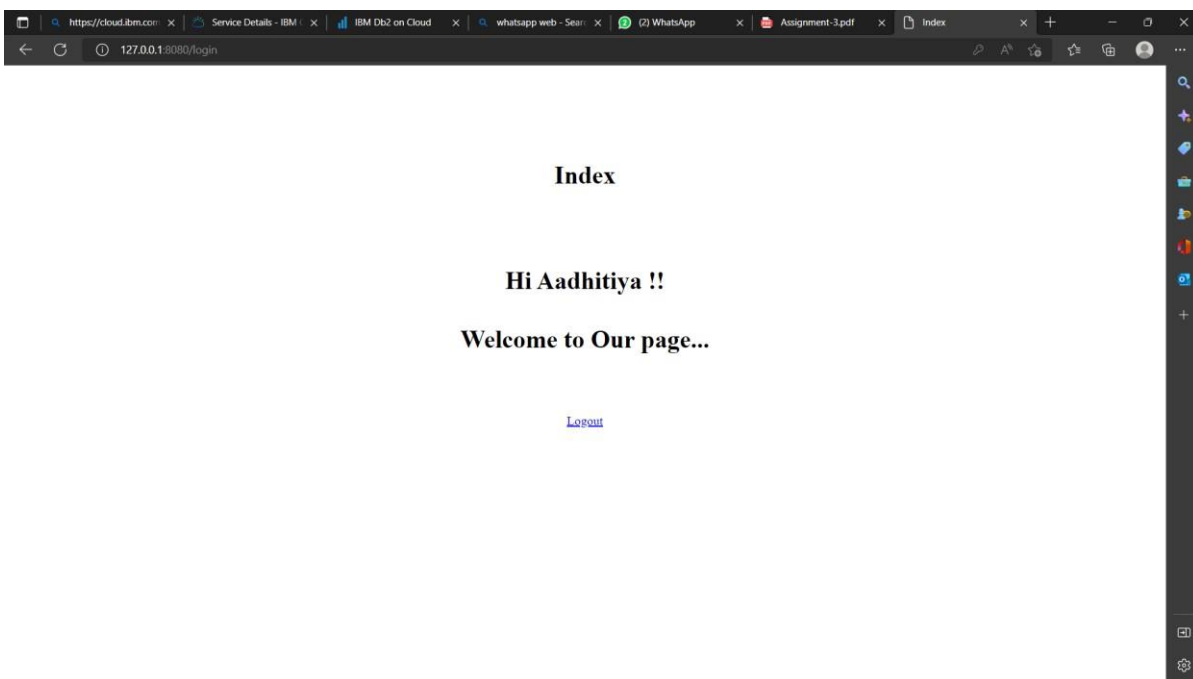 https://cloud.ibm.com
Service Details - IBM C
IBM Db2 on Cloud
whatsapp web - Searc
(2) WhatsApp
Assignment-3.pdf
Index
127.0.0.1:8080/login
Index
Hi Aadhitiya !!
Welcome to Our page...
Logout